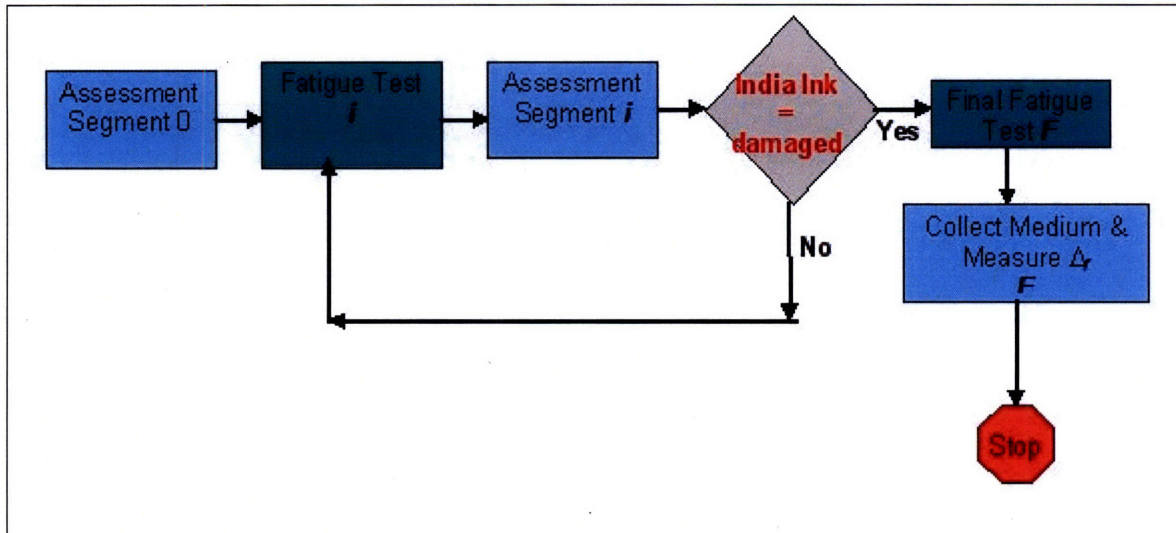 Assessment
Segment 0
Fatigue Test
i
Assessment
Segment i
India Ink
=
damaged
Yes
No
Final Fatigue
Test F
Collect Medium &
Measure Δr
F
Stop